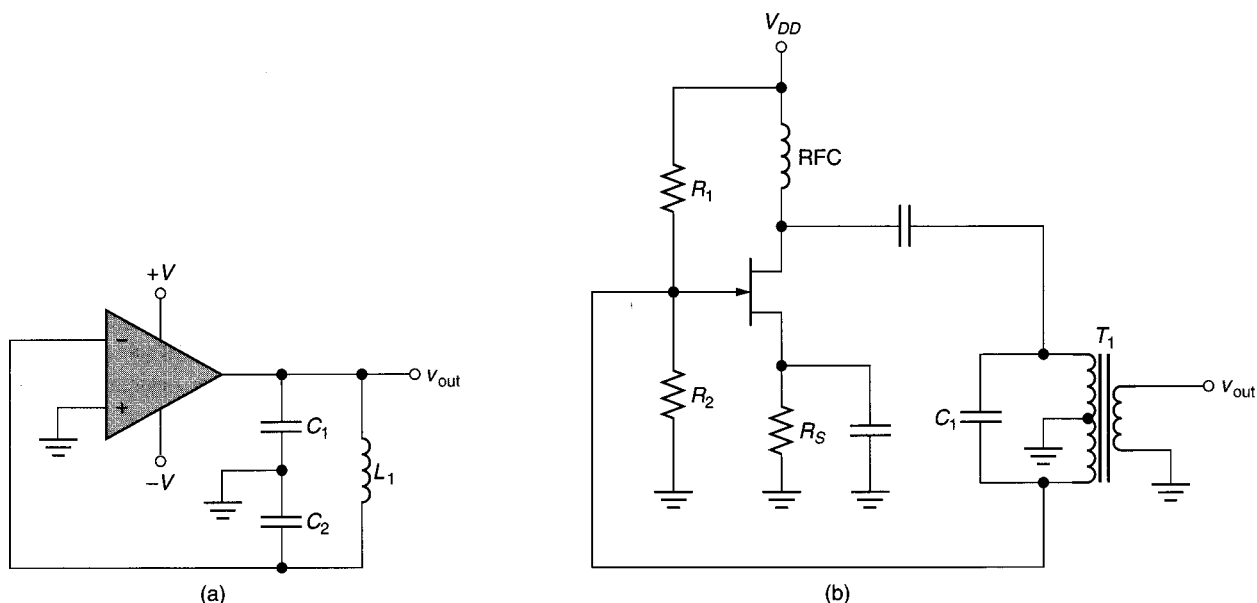 +V
−
+
−V
C1
C2
L1
vout
(a)
VDD
RFC
R1
R2
RS
C1
T1
vout
(b)